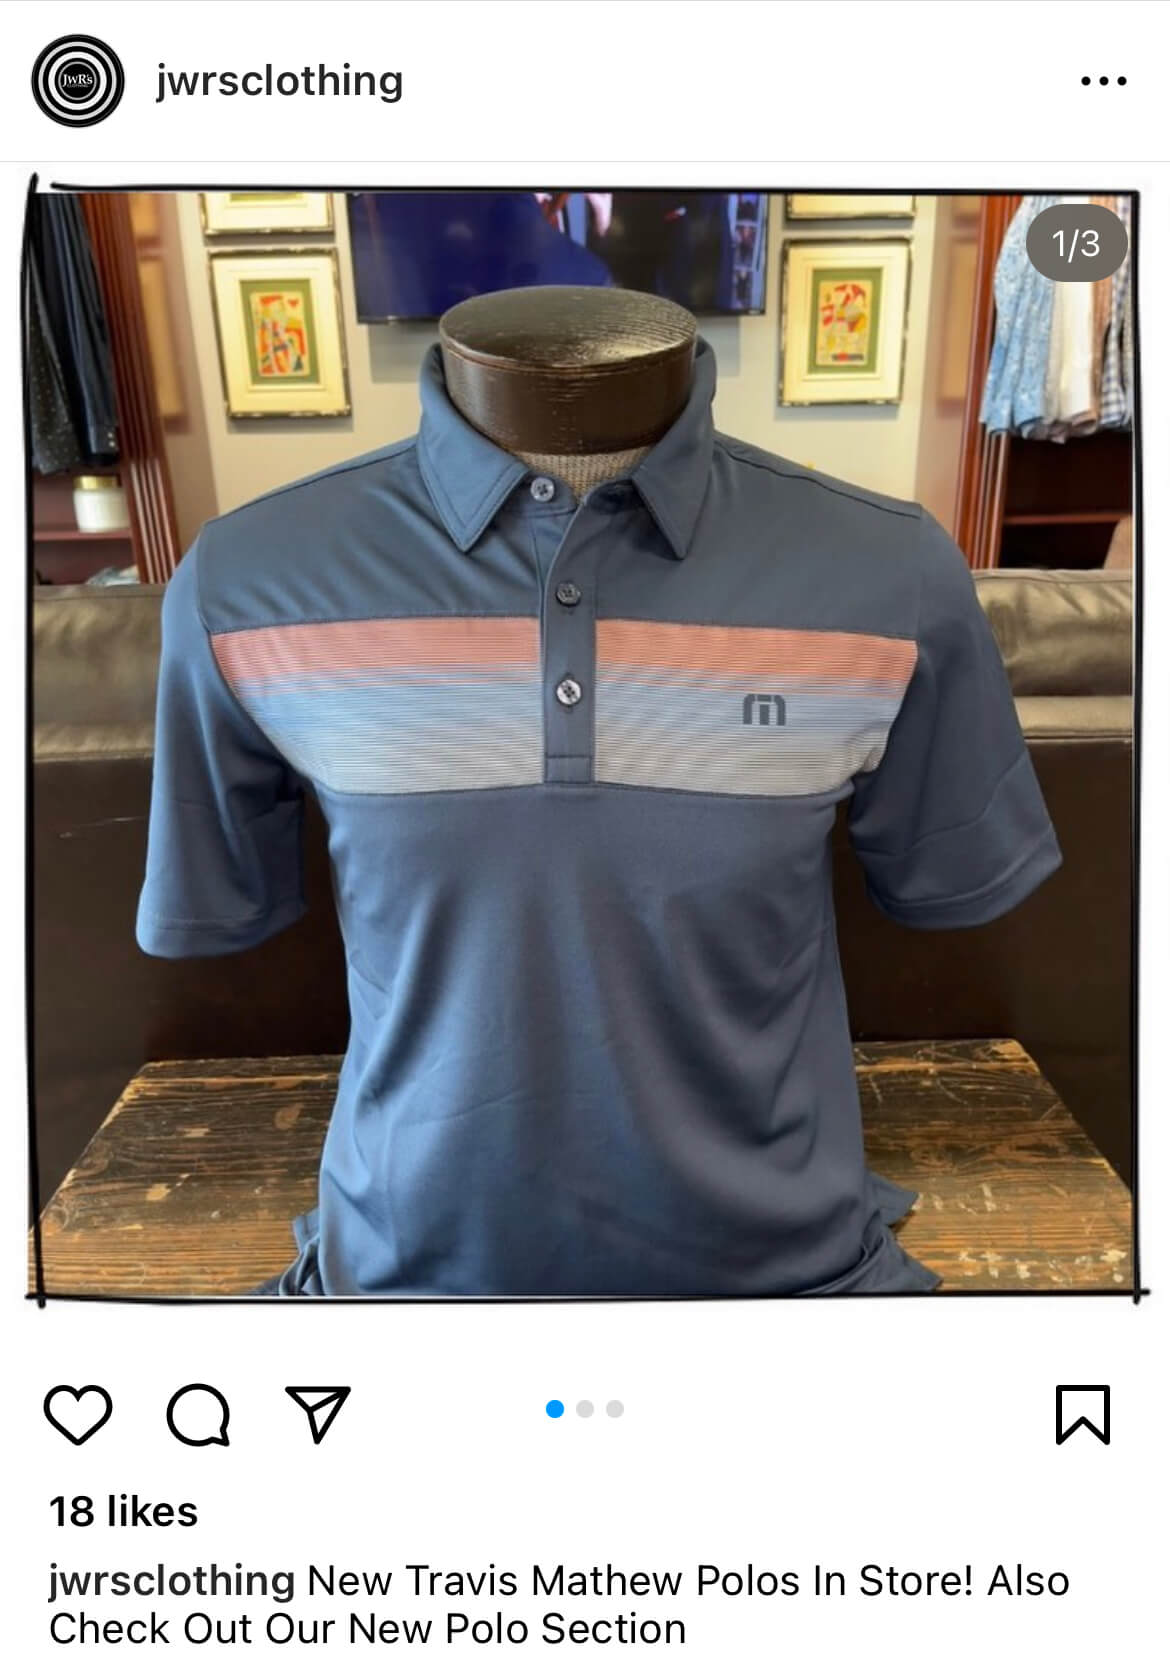 JWR's
jwrsclothing
1/3
18 likes
jwrsclothing New Travis Mathew Polos In Store! Also
Check Out Our New Polo Section